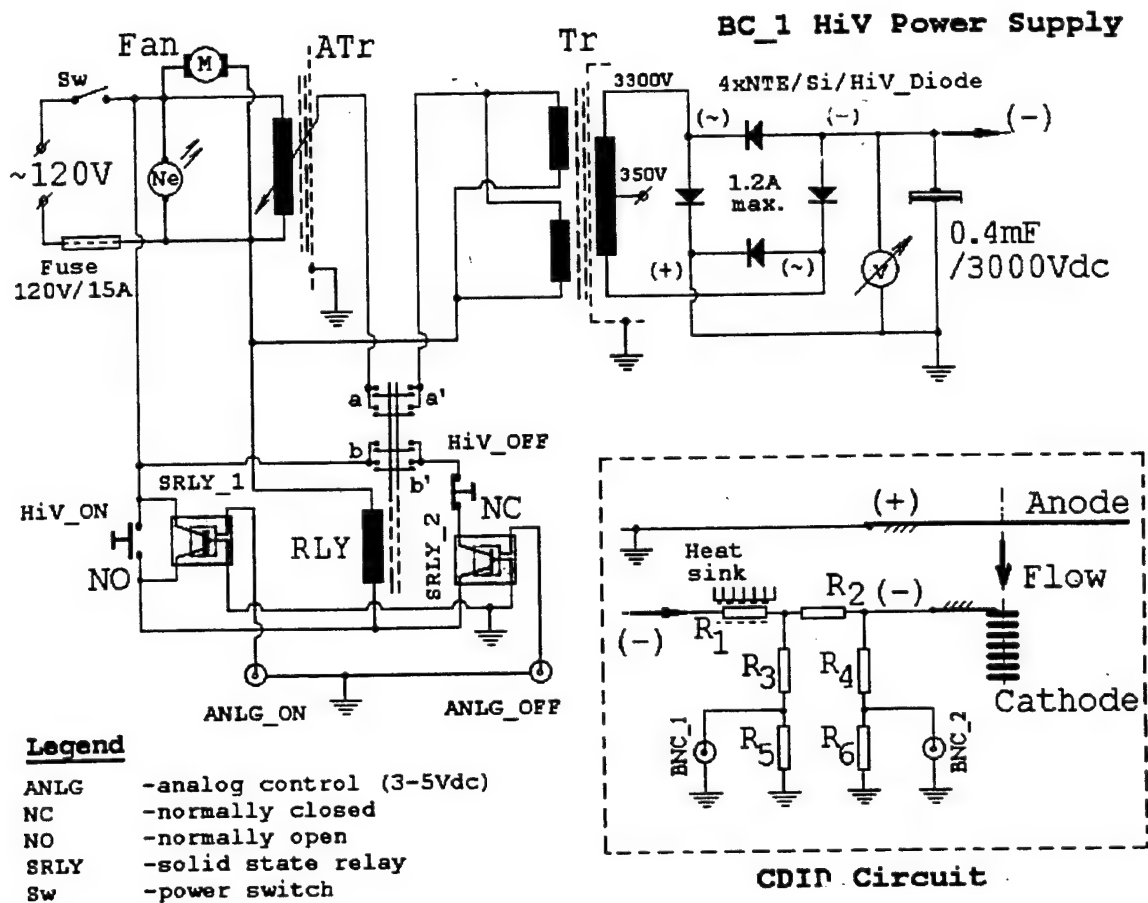 BC_1 HiV Power Supply
Fan
ATr
Tr
M
Sw
3300V
4xNTE/Si/HiV_Diode
(~)
(-)
(-)
~120V
Ne
350V
1.2A
max.
V
0.4mF
/3000Vdc
Fuse
120V/15A
(+)
(~)
a
a'
b
b'
HiV_OFF
SRLY_1
HiV_ON
NC
NO
RLY
SRLY_2
ANLG_ON
ANLG_OFF
(+)
Anode
Heat
sink
Flow
R2
(-)
(-)
R1
R3
R4
Cathode
BNC_1
R5
R6
BNC_2
CDID Circuit
Legend
ANLG -analog control (3-5Vdc)
NC -normally closed
NO -normally open
SRLY -solid state relay
Sw -power switch